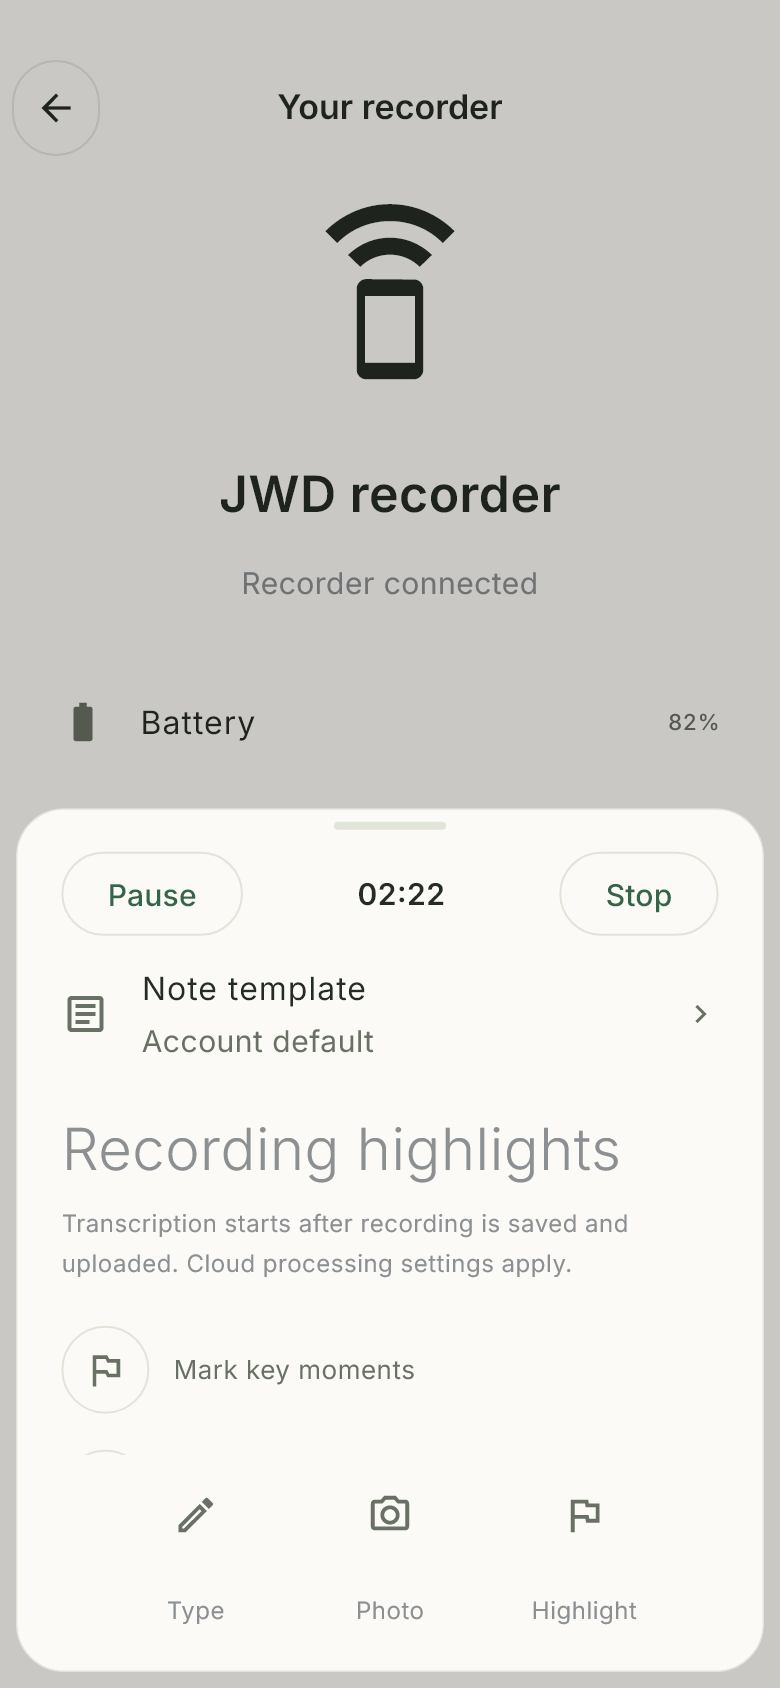 Your recorder
JWD recorder
Recorder connected
Battery
82%
Pause
02:22
Stop
Note template
Account default
Recording highlights
Transcription starts after recording is saved and
uploaded. Cloud processing settings apply.
Mark key moments
Type
Photo
Highlight